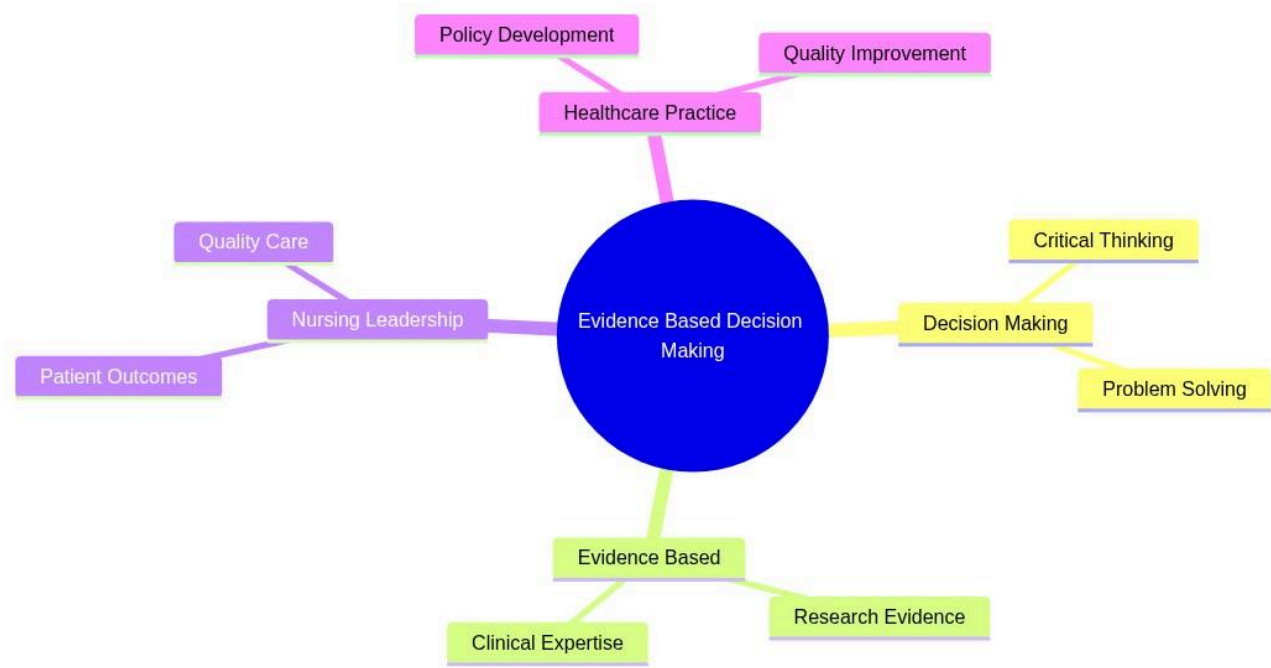 Policy Development
Quality Improvement
Healthcare Practice
Quality Care
Critical Thinking
Nursing Leadership
Evidence Based Decision
Making
Decision Making
Patient Outcomes
Problem Solving
Evidence Based
Research Evidence
Clinical Expertise